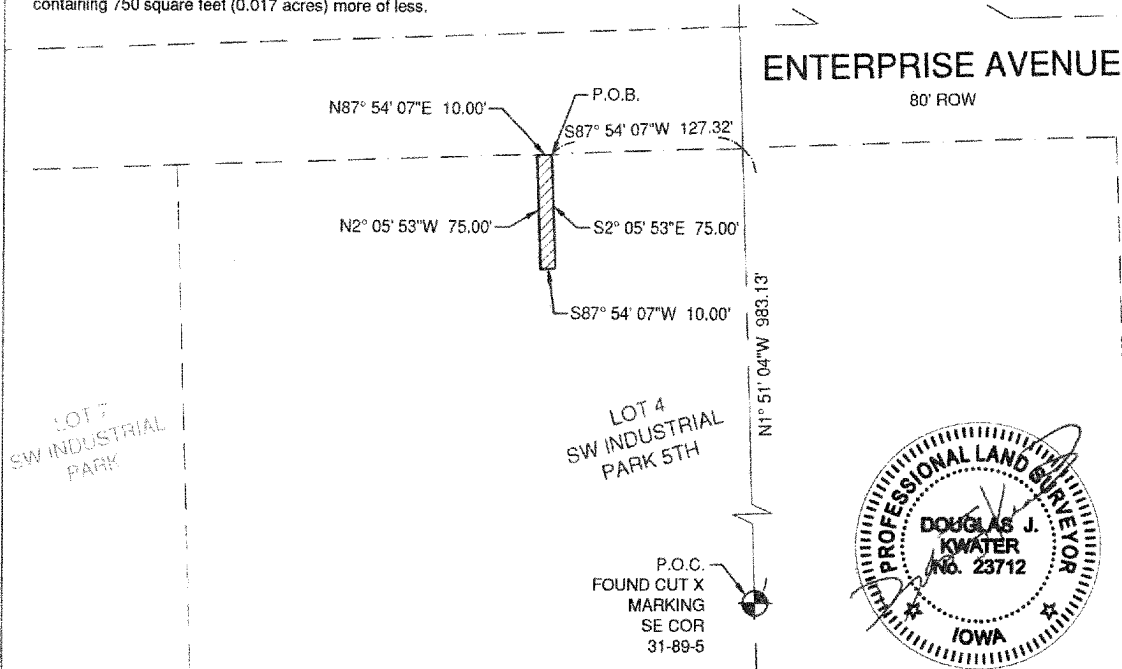 containing 750 square feet (0.017 acres) more of less.
ENTERPRISE AVENUE
80' ROW
N87° 54' 07"E 10.00'
P.O.B.
S87° 54' 07"W 127.32'
N2° 05' 53"W 75.00'
S2° 05' 53"E 75.00'
S87° 54' 07"W 10.00'
N1° 51' 04"W 983.13'
LOT 7
SW INDUSTRIAL
PARK
LOT 4
SW INDUSTRIAL
PARK 5TH
P.O.C.
FOUND CUT X
MARKING
SE COR
31-89-5
PROFESSIONAL LAND SURVEYOR
DOUGLAS J.
KWATER
No. 23712
IOWA